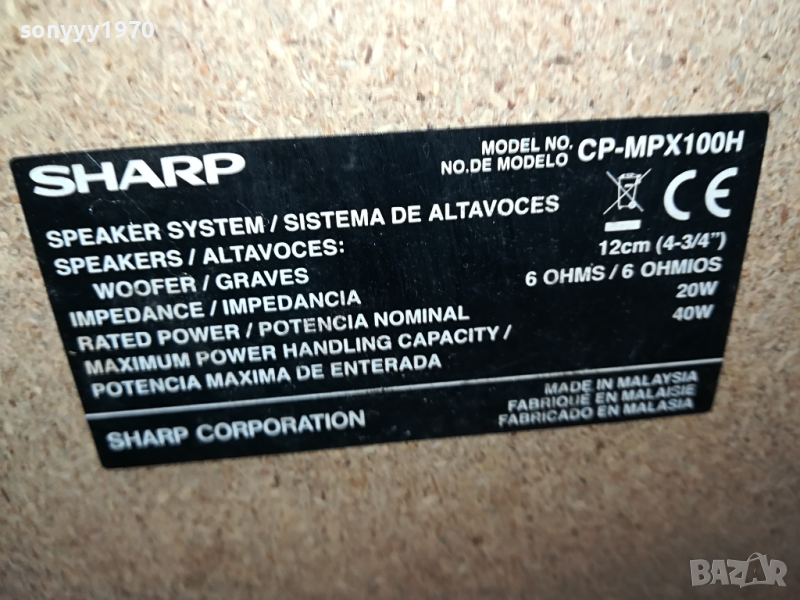 sonyyy1970
SHARP
MODEL NO.
NO.DE MODELO CP-MPX100H
SPEAKER SYSTEM / SISTEMA DE ALTAVOCES
SPEAKERS / ALTAVOCES:
WOOFER / GRAVES 12cm (4-3/4")
IMPEDANCE / IMPEDANCIA 6 OHMS / 6 OHMIOS
RATED POWER / POTENCIA NOMINAL 20W
MAXIMUM POWER HANDLING CAPACITY / 40W
POTENCIA MAXIMA DE ENTERADA
CE
SHARP CORPORATION
MADE IN MALAYSIA
FABRIQUÉ EN MALAISIE
FABRICADO EN MALASIA
BAZAR